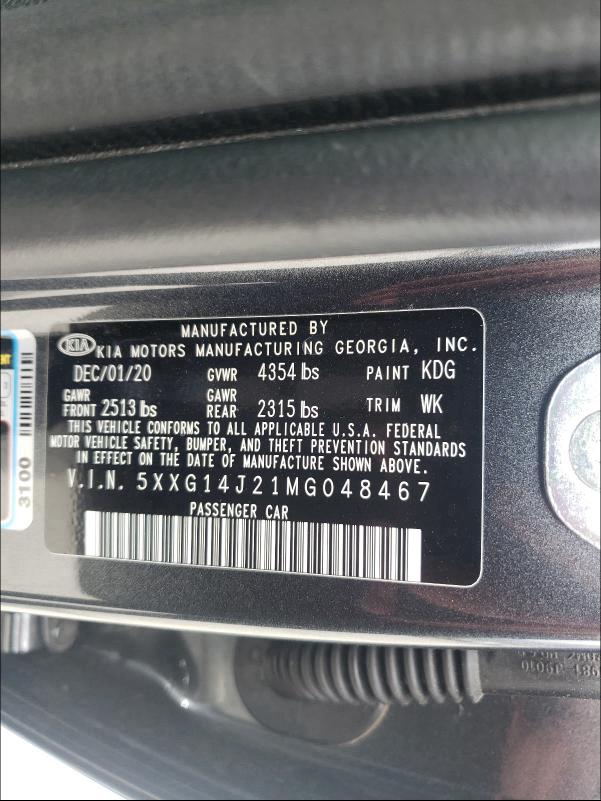 KIA
MANUFACTURED BY
KIA MOTORS MANUFACTURING GEORGIA, INC.
DEC/01/20 GVWR 4354 lbs PAINT KDG
GAWR FRONT 2513 lbs GAWR REAR 2315 lbs TRIM WK
THIS VEHICLE CONFORMS TO ALL APPLICABLE U.S.A. FEDERAL
MOTOR VEHICLE SAFETY, BUMPER, AND THEFT PREVENTION STANDARDS
IN EFFECT ON THE DATE OF MANUFACTURE SHOWN ABOVE.
V.I.N. 5XXG14J21MG048467
PASSENGER CAR
3100